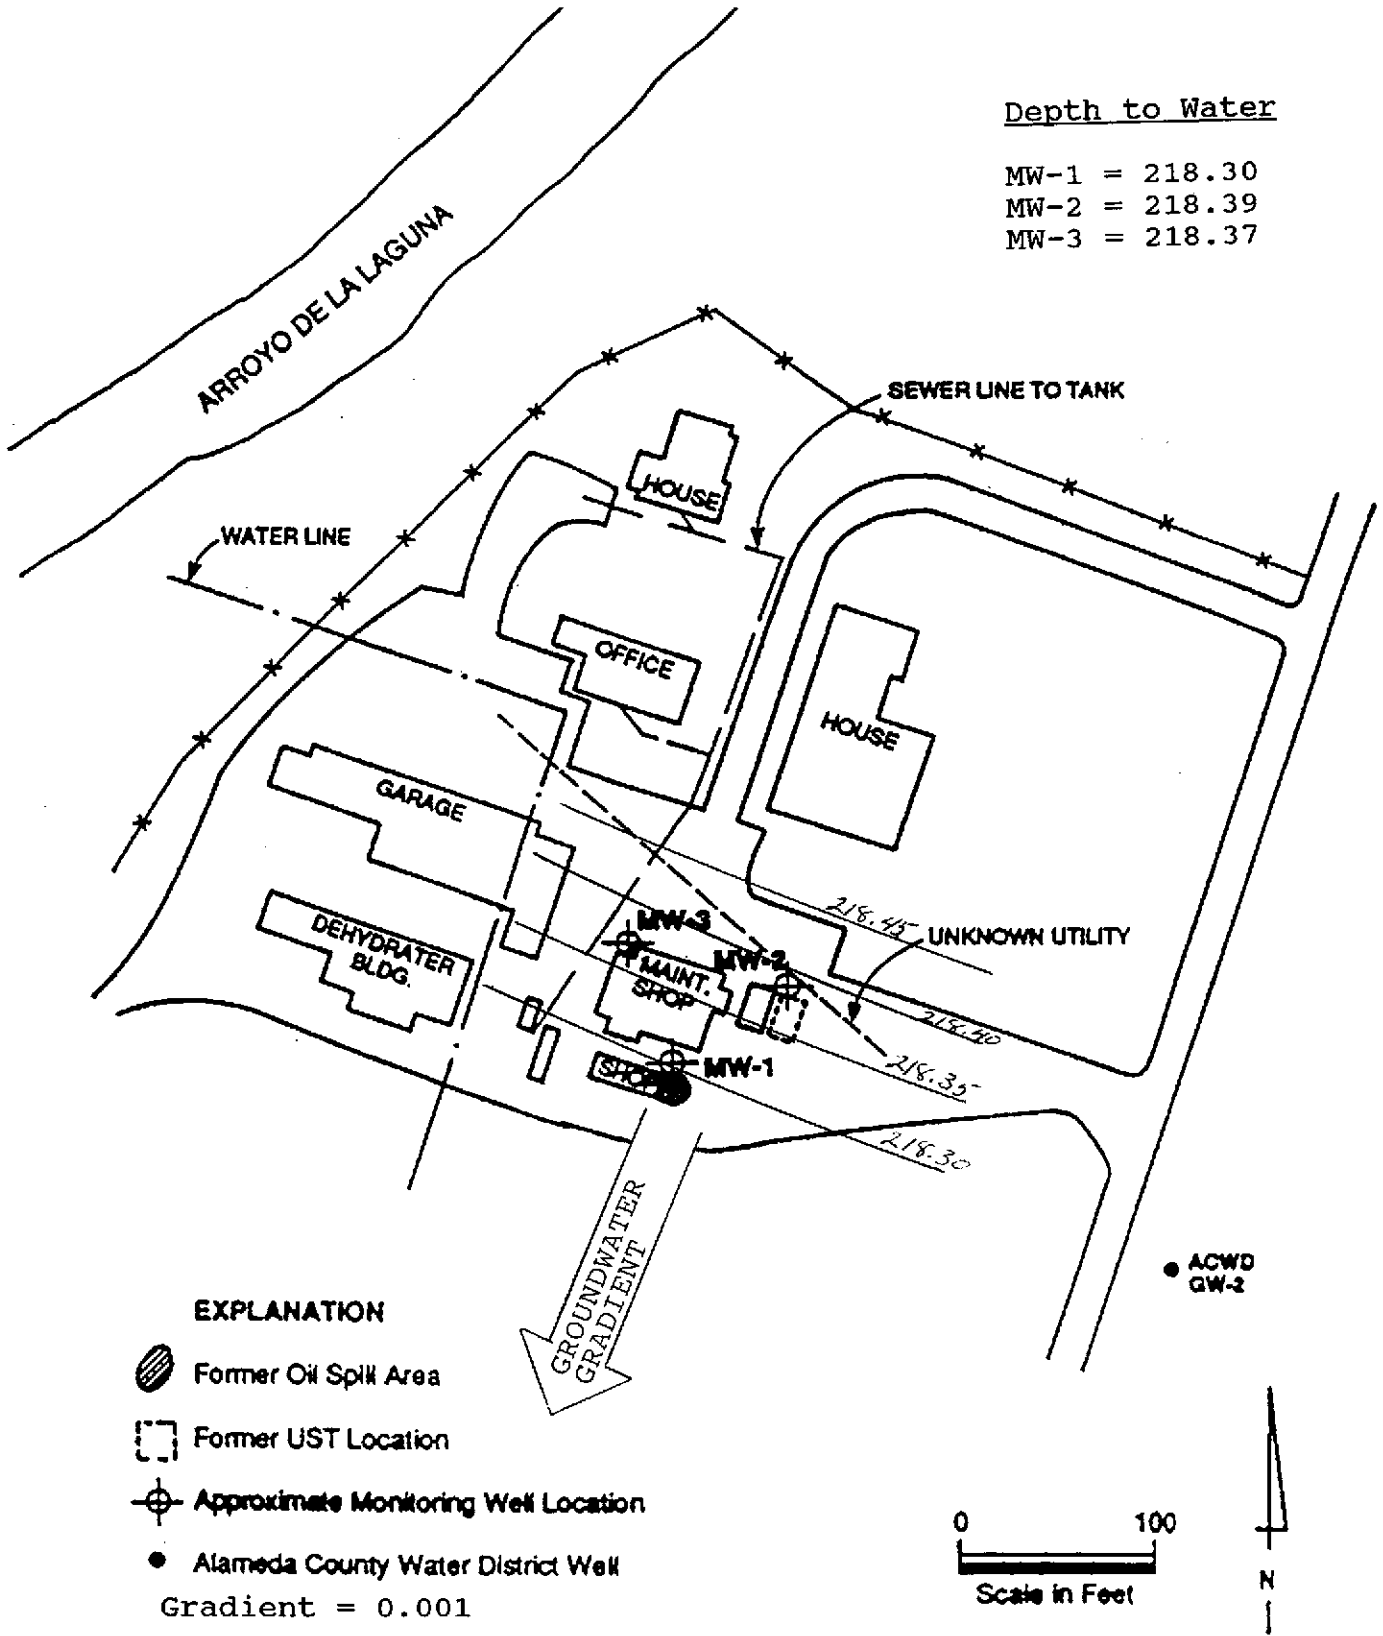 Depth to Water
MW-1 = 218.30
MW-2 = 218.39
MW-3 = 218.37
ARROYO DE LA LAGUNA
SEWER LINE TO TANK
HOUSE
WATER LINE
OFFICE
HOUSE
GARAGE
218.45
MW-3
UNKNOWN UTILITY
DEHYDRATER
BLDG.
MW-2
MAINT.
SHOP
218.40
MW-1
218.35
SHOP
218.30
GROUNDWATER
GRADIENT
ACWD
GW-2
EXPLANATION
Former Oil Spill Area
Former UST Location
Approximate Monitoring Well Location
Alameda County Water District Well
Gradient = 0.001
0 100
Scale in Feet
N